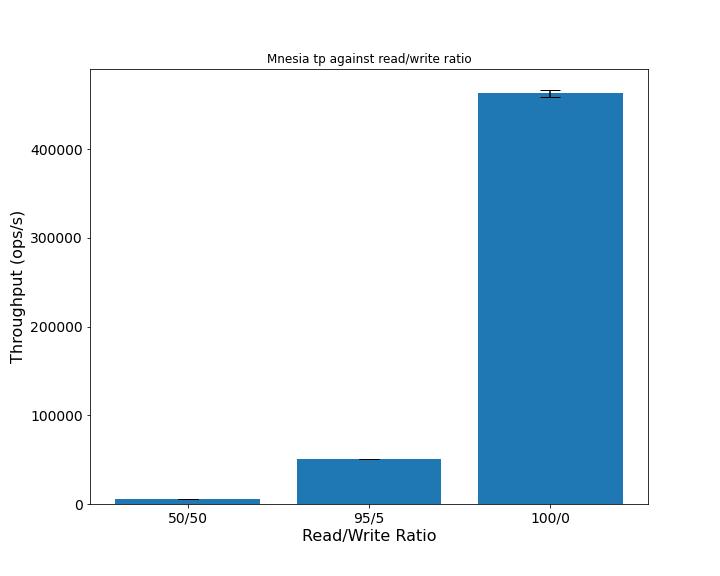 Mnesia tp against read/write ratio
Throughput (ops/s)
400000
300000
200000
100000
0
50/50
95/5
100/0
Read/Write Ratio